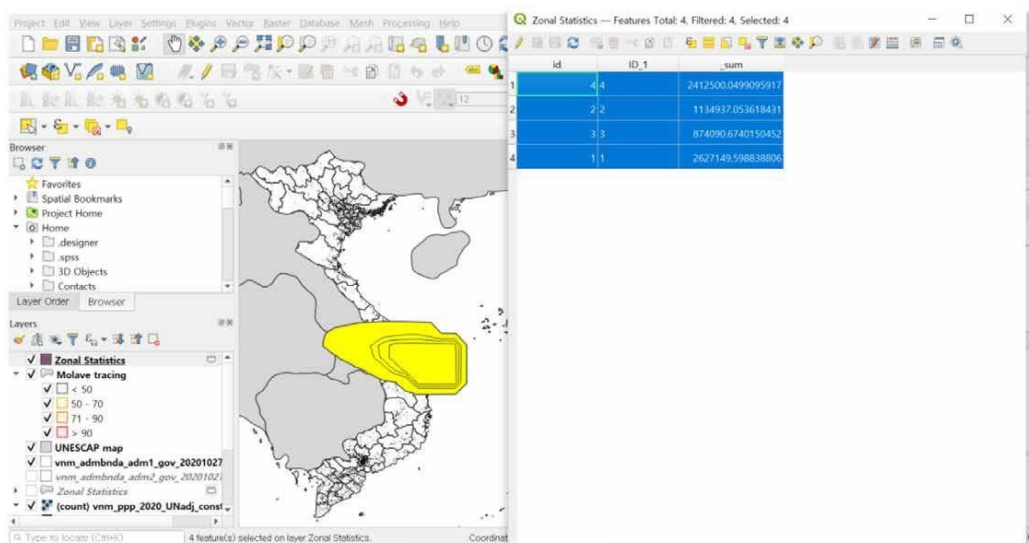 Project Edit View Layer Settings Plugins Vector Raster Database Mesh Processing Help
12
Browser
Favorites
Spatial Bookmarks
Project Home
Home
.designer
.spss
3D Objects
Contacts
Layer Order Browser
Layers
Zonal Statistics
Molave tracing
< 50
50 - 70
71 - 90
> 90
UNESCAP map
vnm_admbnda_adm1_gov_20201027
vnm_admbnda_adm2_gov_20201027
Zonal Statistics
(count) vnm_ppp_2020_UNadj_const
Type to locate (Ctrl+K) 4 feature(s) selected on layer Zonal Statistics. Coordinat
Zonal Statistics — Features Total: 4, Filtered: 4, Selected: 4
id ID_1 _sum
1 4 4 2412500.0499095917
2 2 2 1134937.053618431
3 3 3 874090.6740150452
4 1 1 2627149.598838806